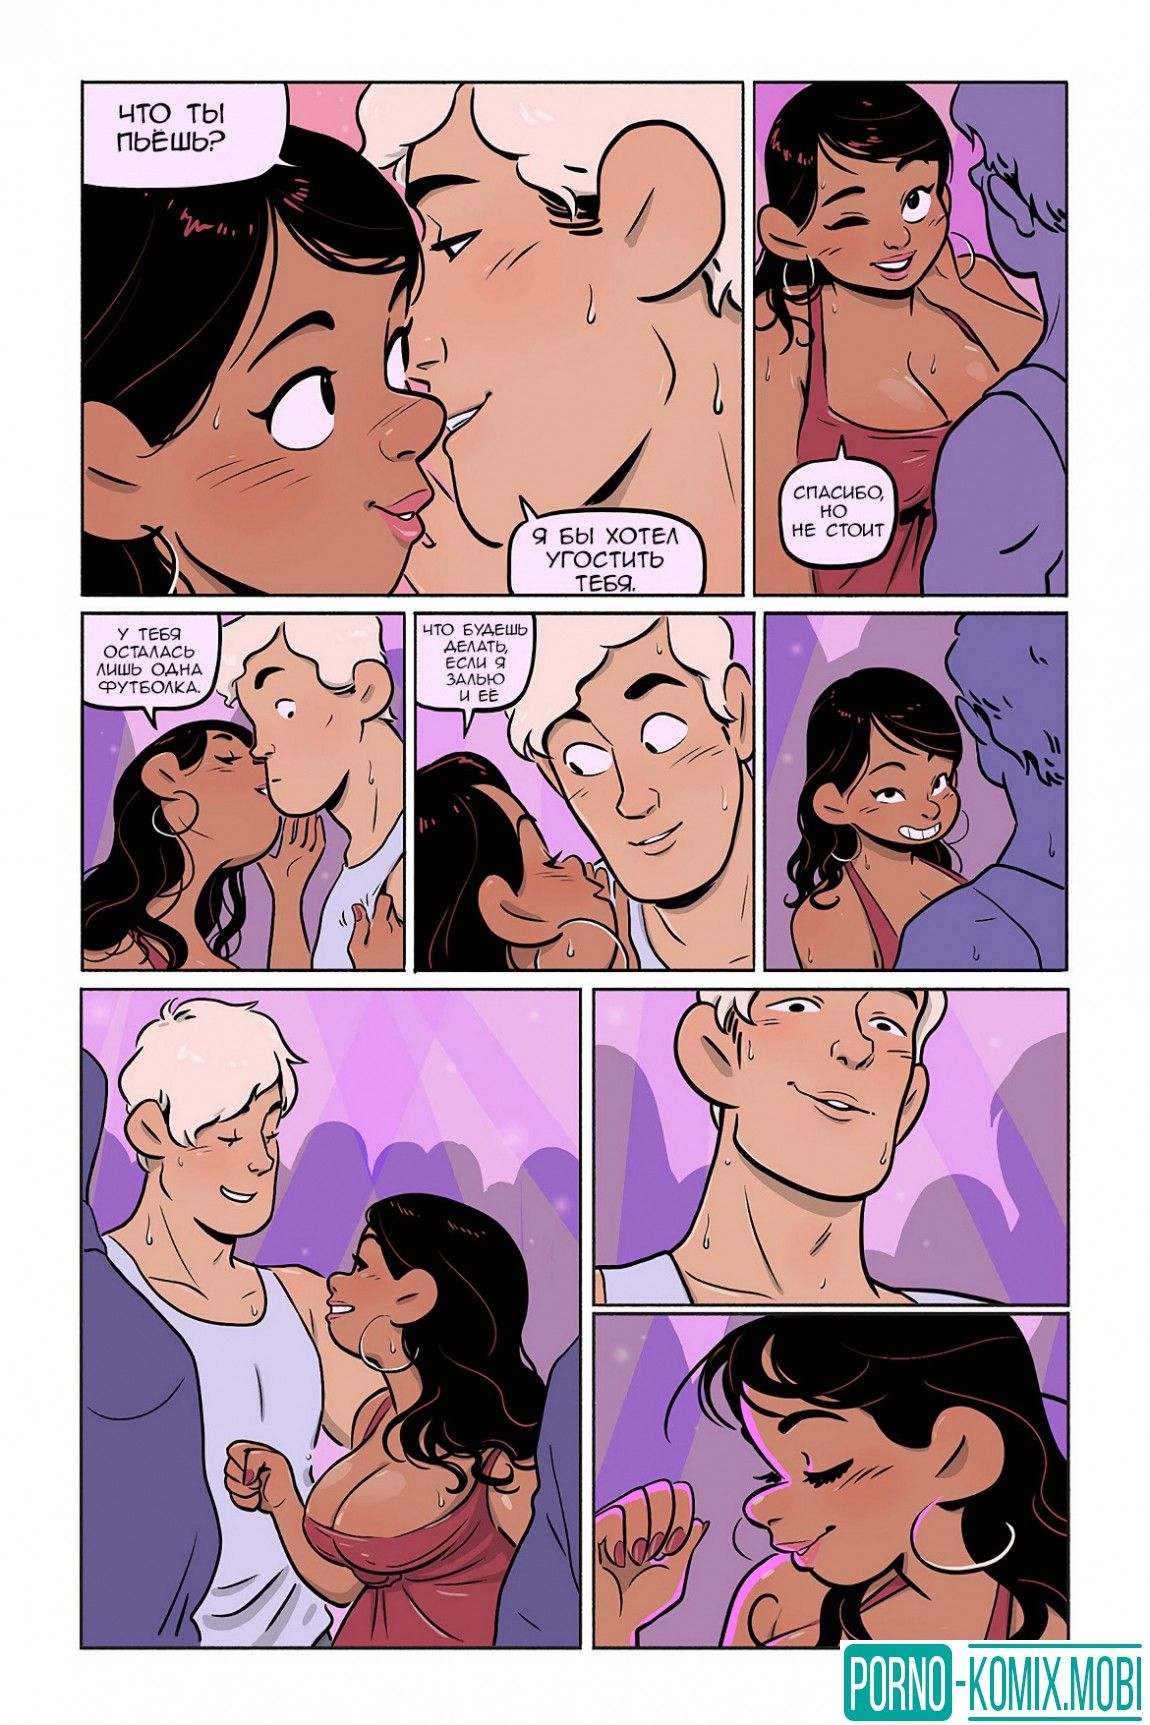 ЧТО ТЫ
ПЬЁШЬ?
Я БЫ ХОТЕЛ
УГОСТИТЬ
ТЕБЯ.
СПАСИБО,
НО
НЕ СТОИТ
У ТЕБЯ
ОСТАЛАСЬ
ЛИШЬ ОДНА
ФУТБОЛКА.
ЧТО БУДЕШЬ
ДЕЛАТЬ,
ЕСЛИ Я
ЗАЛЬЮ
И ЕЁ
PORNO-KOMIX.MOBI